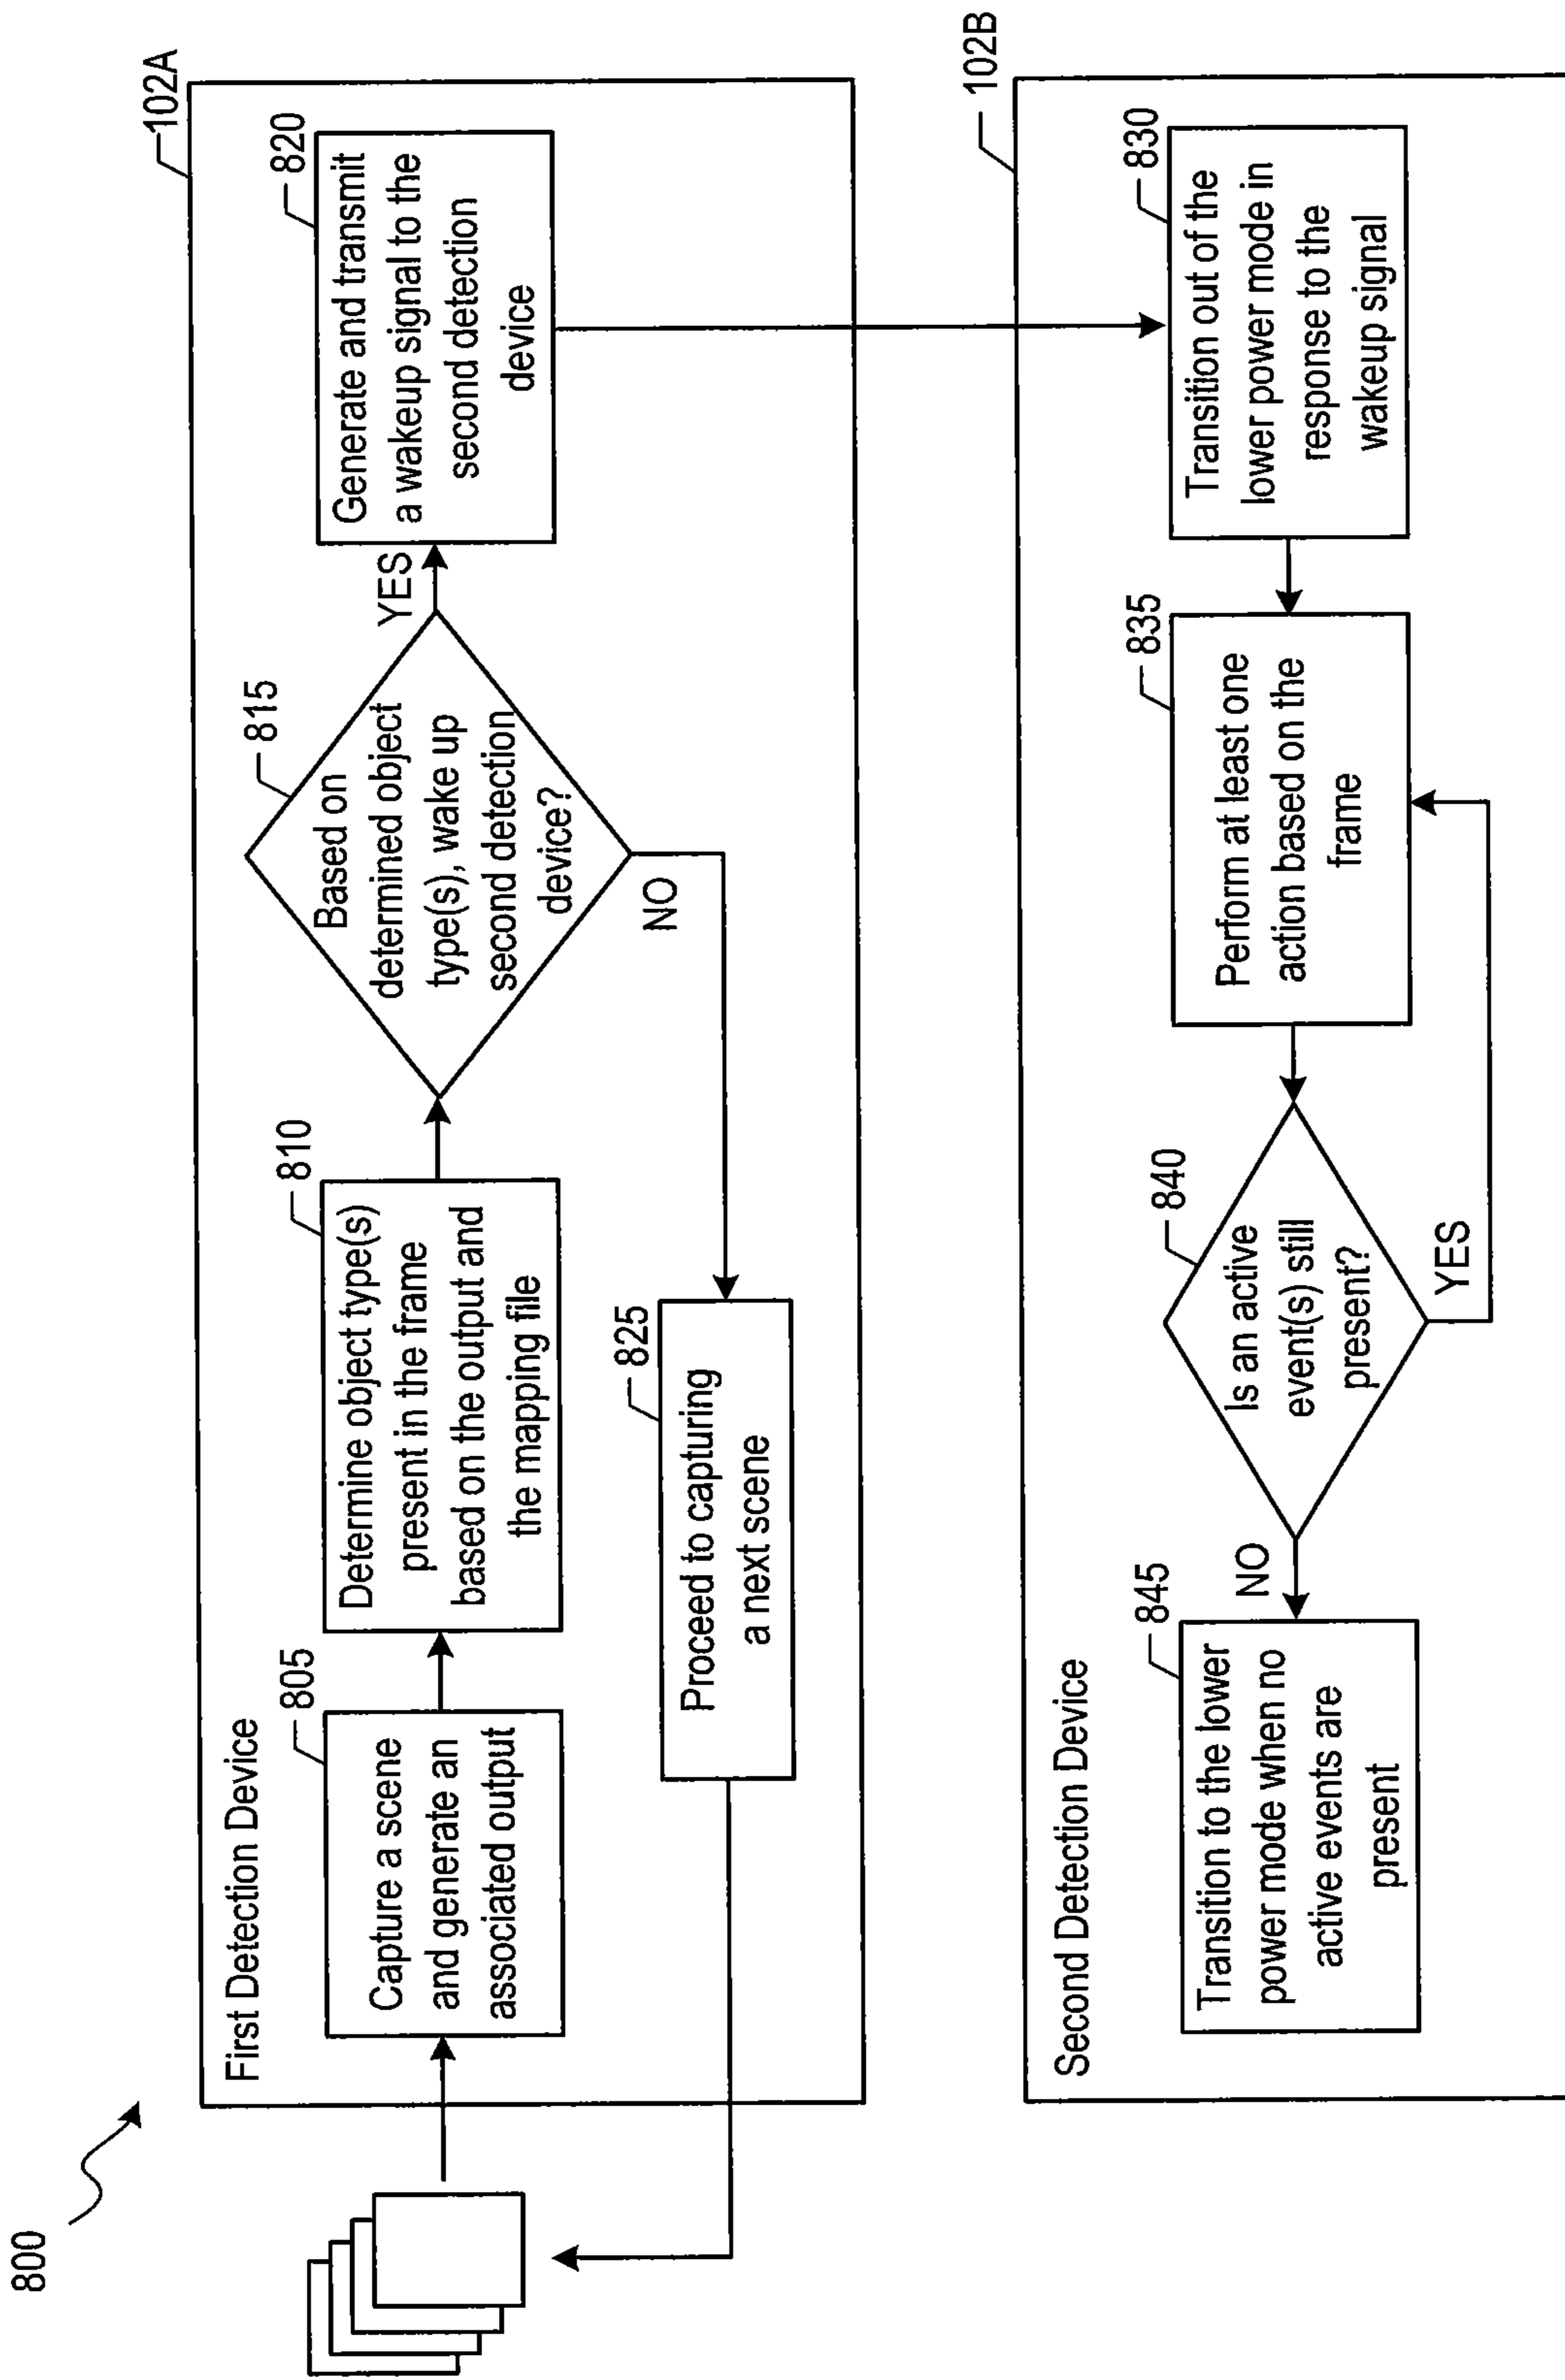 800
102A
First Detection Device
805
Capture a scene
and generate an
associated output
810
Determine object type(s)
present in the frame
based on the output and
the mapping file
815
Based on
determined object
type(s), wake up
second detection
device?
YES
NO
820
Generate and transmit
a wakeup signal to the
second detection
device
825
Proceed to capturing
a next scene
102B
Second Detection Device
830
Transition out of the
lower power mode in
response to the
wakeup signal
835
Perform at least one
action based on the
frame
840
Is an active
event(s) still
present?
YES
NO
845
Transition to the lower
power mode when no
active events are
present